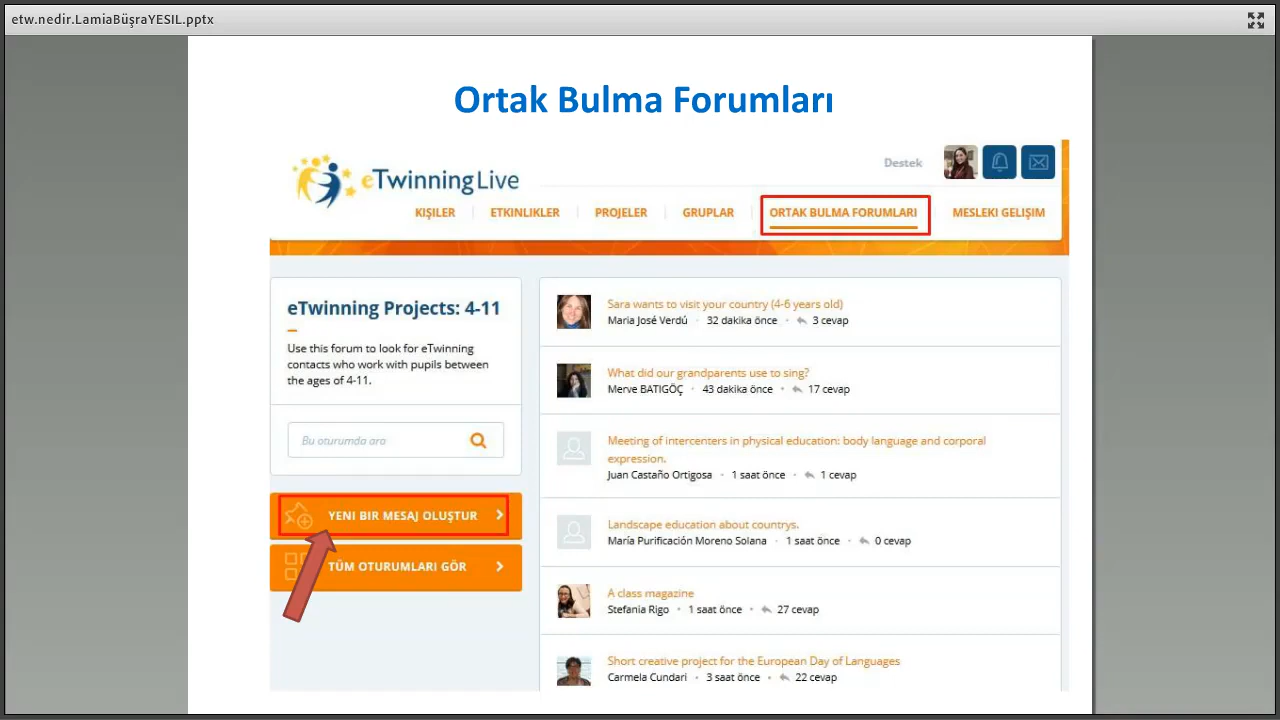 etw.nedir.LamiaBüşraYESIL.pptx
Ortak Bulma Forumları
eTwinning Live
Destek
KIŞILER
ETKINLIKLER
PROJELER
GRUPLAR
ORTAK BULMA FORUMLARI
MESLEKI GELIŞIM
eTwinning Projects: 4-11
Use this forum to look for eTwinning
contacts who work with pupils between
the ages of 4-11.
Bu oturumda ara
YENI BIR MESAJ OLUŞTUR
TÜM OTURUMLARI GÖR
Sara wants to visit your country (4-6 years old)
Maria José Verdú · 32 dakika önce · 3 cevap
What did our grandparents use to sing?
Merve BATIGÖÇ · 43 dakika önce · 17 cevap
Meeting of intercenters in physical education: body language and corporal
expression.
Juan Castaño Ortigosa · 1 saat önce · 1 cevap
Landscape education about countrys.
María Purificación Moreno Solana · 1 saat önce · 0 cevap
A class magazine
Stefania Rigo · 1 saat önce · 27 cevap
Short creative project for the European Day of Languages
Carmela Cundari · 3 saat önce · 22 cevap